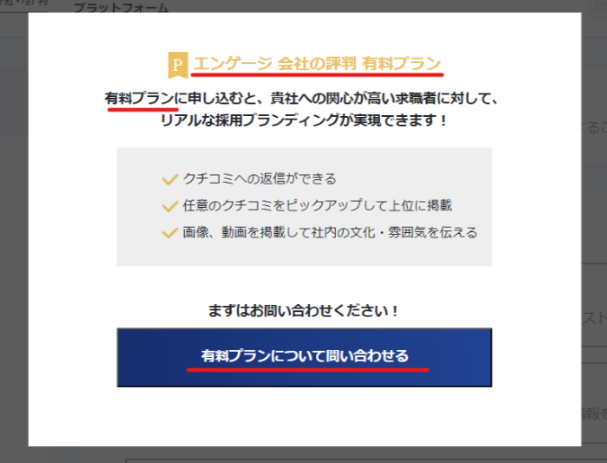 プラットフォーム
P エンゲージ 会社の評判 有料プラン
有料プランに申し込むと、貴社への関心が高い求職者に対して、
リアルな採用ブランディングが実現できます！
クチコミへの返信ができる
任意のクチコミをピックアップして上位に掲載
画像、動画を掲載して社内の文化・雰囲気を伝える
まずはお問い合わせください！
有料プランについて問い合わせる